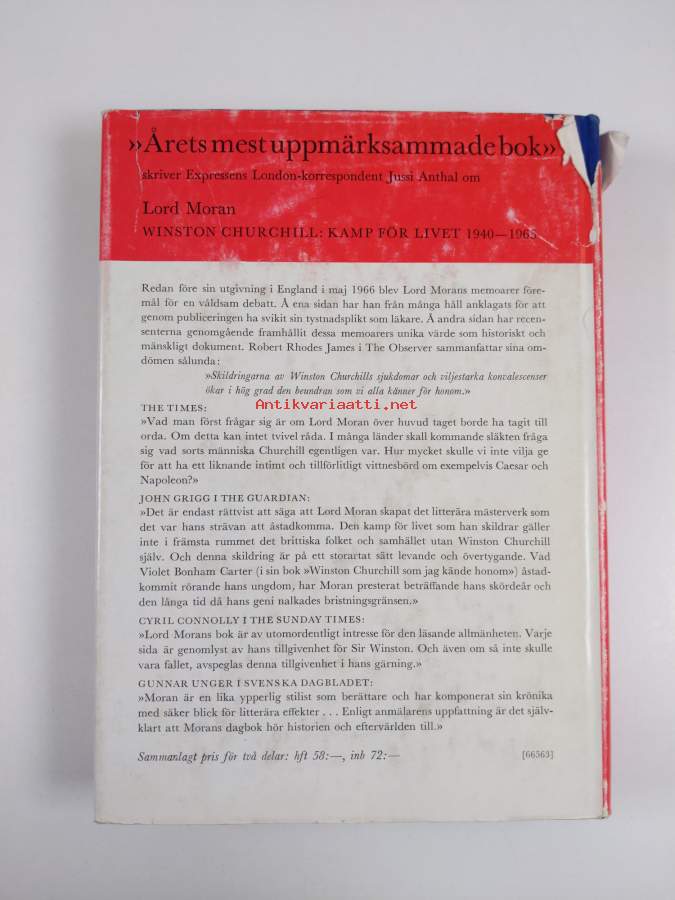 »Årets mest uppmärksammade bok»
skriver Expressens London-korrespondent Jussi Anthal om
Lord Moran
WINSTON CHURCHILL: KAMP FÖR LIVET 1940—1965
Redan före sin utgivning i England i maj 1966 blev Lord Morans memoarer före-
mål för en våldsam debatt. Å ena sidan har han från många håll anklagats för att
genom publiceringen ha svikit sin tystnadsplikt som läkare. Å andra sidan har recen-
senterna genomgående framhållit dessa memoarers unika värde som historiskt och
mänskligt dokument. Robert Rhodes James i The Observer sammanfattar sina om-
dömen sålunda:
»Skildringarna av Winston Churchills sjukdomar och viljestarka konvalescenser
ökar i hög grad den beundran som vi alla känner för honom.»
Antikvariaatti.net
THE TIMES:
»Vad man först frågar sig är om Lord Moran över huvud taget borde ha tagit till
orda. Om detta kan intet tvivel råda. I många länder skall kommande släkten fråga
sig vad sorts människa Churchill egentligen var. Hur mycket skulle vi inte vilja ge
för att ha ett liknande intimt och tillförlitligt vittnesbörd om exempelvis Caesar och
Napoleon?»
JOHN GRIGG I THE GUARDIAN:
»Det är endast rättvist att säga att Lord Moran skapat det litterära mästerverk som
det var hans strävan att åstadkomma. Den kamp för livet som han skildrar gäller
inte i främsta rummet det brittiska folket och samhället utan Winston Churchill
själv. Och denna skildring är på ett storartat sätt levande och övertygande. Vad
Violet Bonham Carter (i sin bok »Winston Churchill som jag kände honom») åstad-
kommit rörande hans ungdom, har Moran presterat beträffande hans skördeår och
den långa tid då hans geni nalkades bristningsgränsen.»
CYRIL CONNOLLY I THE SUNDAY TIMES:
»Lord Morans bok är av utomordentligt intresse för den läsande allmänheten. Varje
sida är genomlyst av hans tillgivenhet för Sir Winston. Och även om så inte skulle
vara fallet, avspeglas denna tillgivenhet i hans gärning.»
GUNNAR UNGER I SVENSKA DAGBLADET:
»Moran är en lika ypperlig stilist som berättare och har komponerat sin krönika
med säker blick för litterära effekter . . . Enligt anmälarens uppfattning är det själv-
klart att Morans dagbok hör historien och eftervärlden till.»
Sammanlagt pris för två delar: hft 58:—, inb 72:—
[66563]